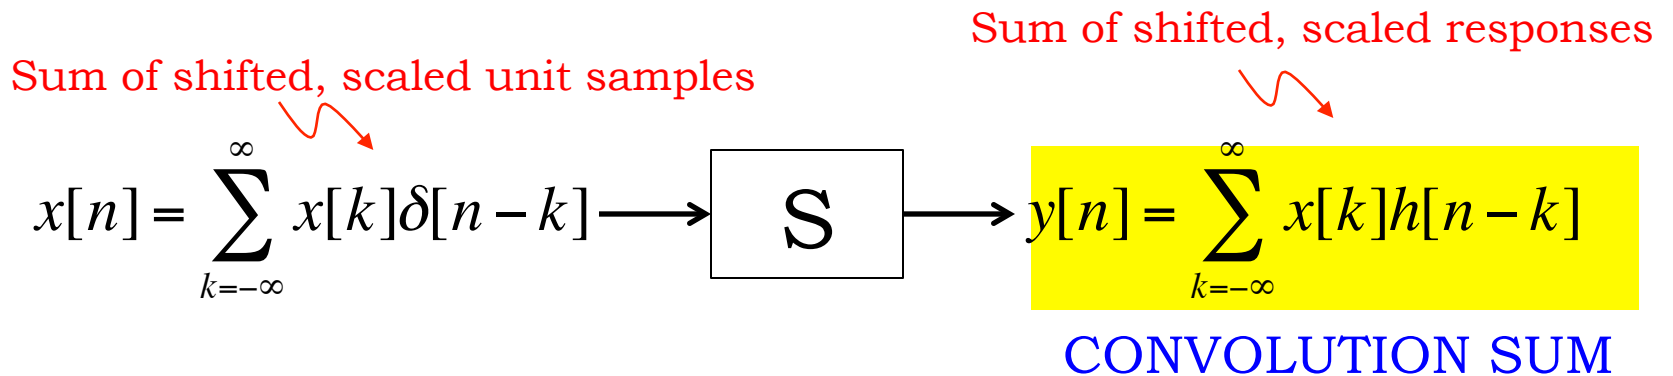 Sum of shifted, scaled responses
Sum of shifted, scaled unit samples
x[n] = ∑_{k=-∞}^{∞} x[k]δ[n-k]
S
y[n] = ∑_{k=-∞}^{∞} x[k]h[n-k]
CONVOLUTION SUM